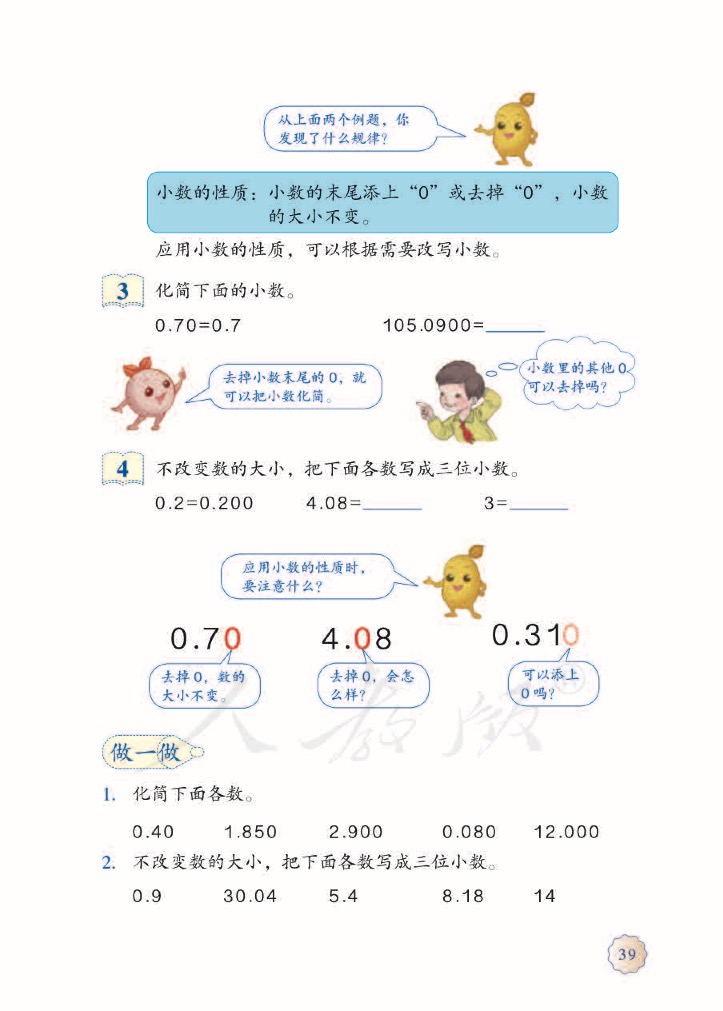 从上面两个例题，你
发现了什么规律？
小数的性质：小数的末尾添上“0”或去掉“0”，小数
的大小不变。
应用小数的性质，可以根据需要改写小数。
3 化简下面的小数。
0.70=0.7 105.0900=
去掉小数末尾的 0，就
可以把小数化简。
小数里的其他 0
可以去掉吗？
4 不改变数的大小，把下面各数写成三位小数。
0.2=0.200 4.08= 3=
应用小数的性质时，
要注意什么？
0.70 4.08 0.310
去掉 0，数的
大小不变。
去掉 0，会怎
么样？
可以添上
0 吗？
人教版®
做一做
1. 化简下面各数。
0.40 1.850 2.900 0.080 12.000
2. 不改变数的大小，把下面各数写成三位小数。
0.9 30.04 5.4 8.18 14
39